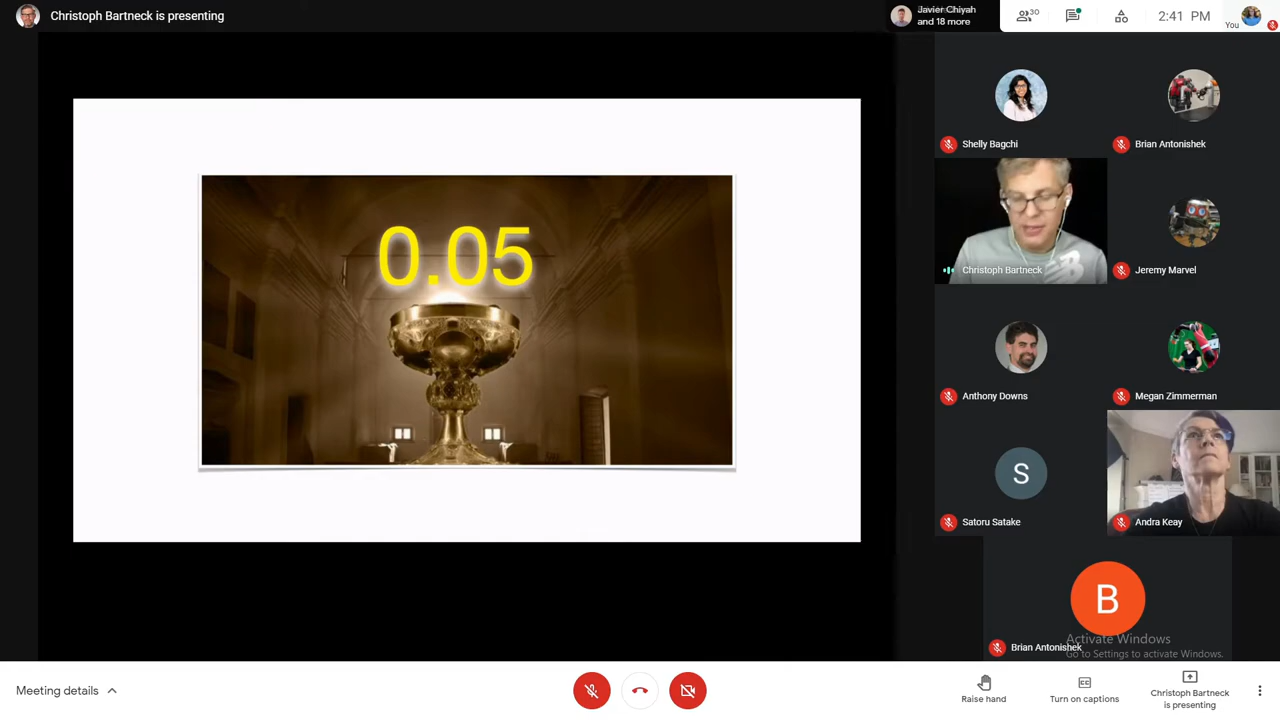 Christoph Bartneck is presenting
Javier Chiyah
and 18 more
30
2:41 PM
You
0.05
Shelly Bagchi
Brian Antonishek
Christoph Bartneck
Jeremy Marvel
Anthony Downs
Megan Zimmerman
S
Satoru Satake
Andra Keay
B
Brian Antonishek
Activate Windows
Go to Settings to activate Windows.
Meeting details
Raise hand
CC
Turn on captions
Christoph Bartneck
is presenting